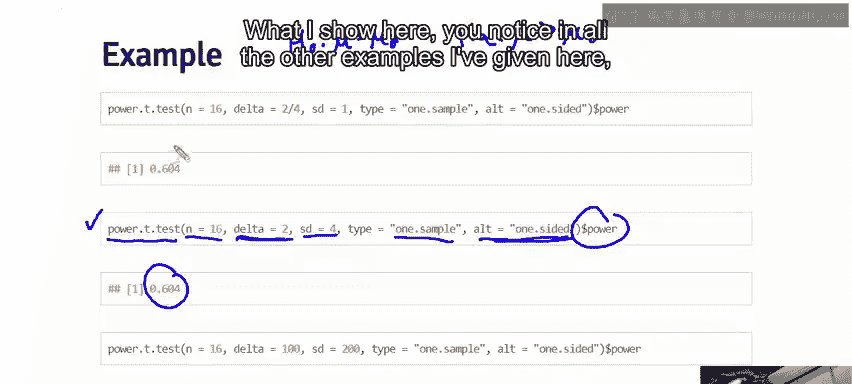 What I show here, you notice in all
the other examples I've given here,
Example
power.t.test(n = 16, delta = 2/4, sd = 1, type = "one.sample", alt = "one.sided")$power
## [1] 0.604
power.t.test(n = 16, delta = 2, sd = 4, type = "one.sample", alt = "one.sided")$power
## [1] 0.604
power.t.test(n = 16, delta = 100, sd = 200, type = "one.sample", alt = "one.sided")$power